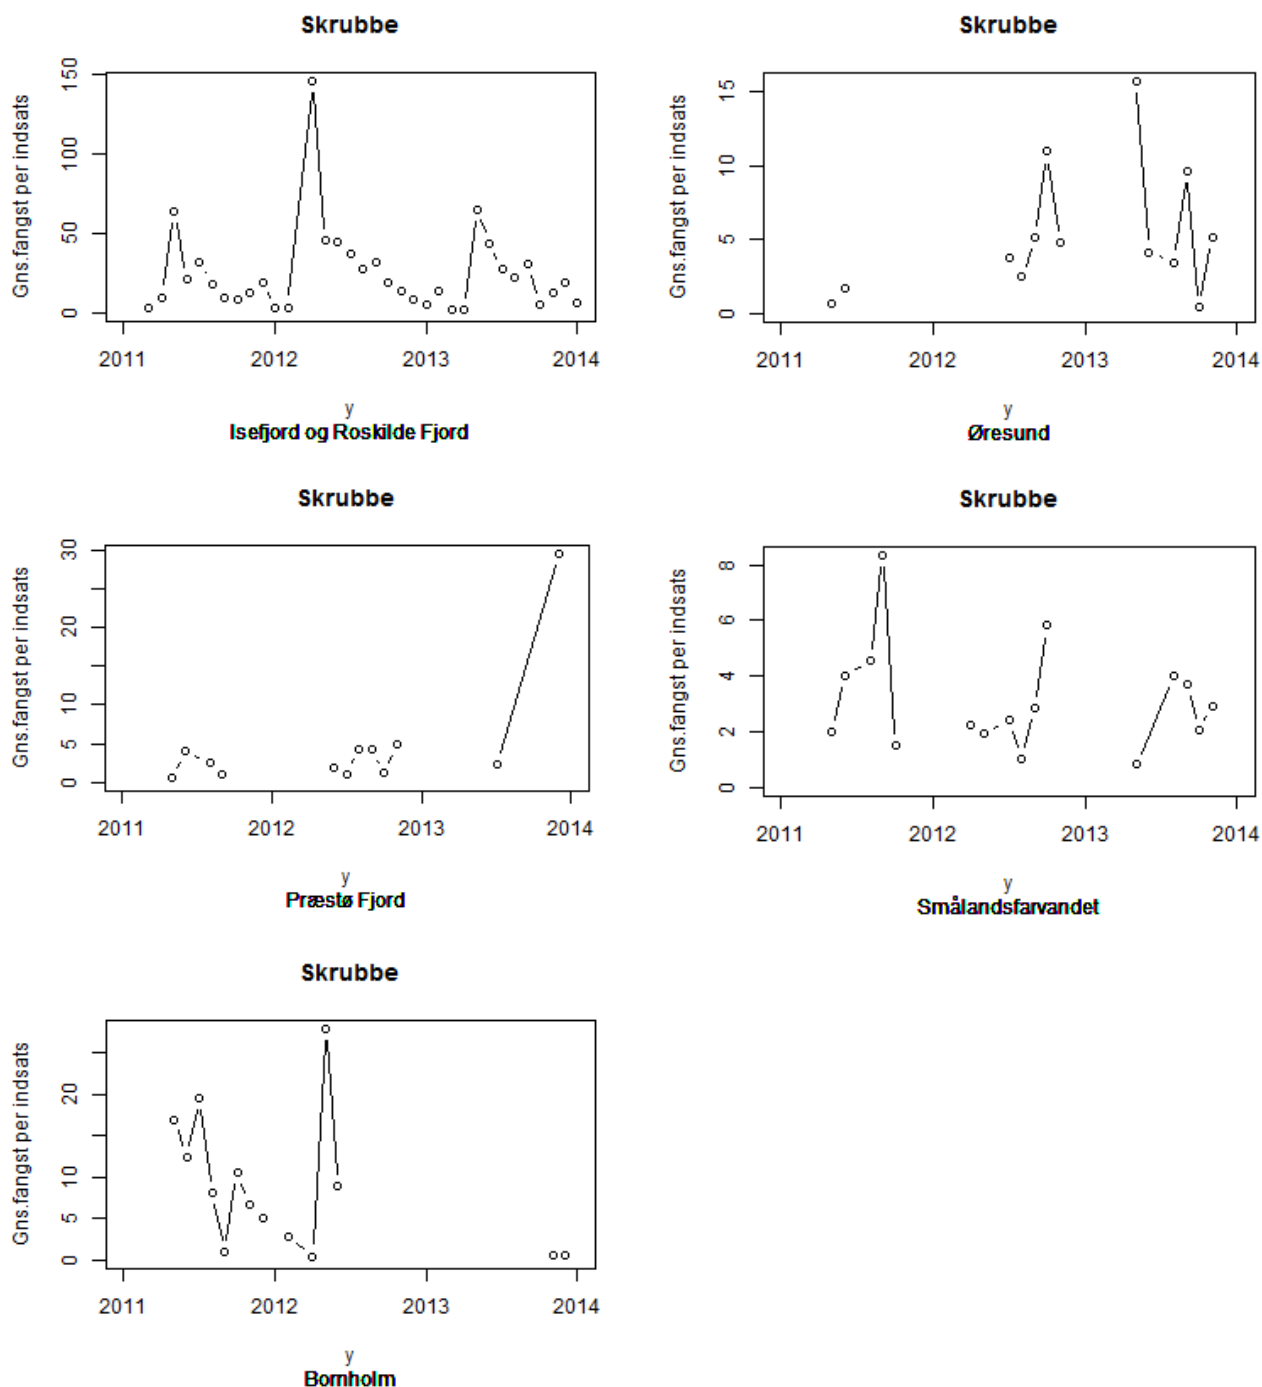 Skrubbe
Gns.fangst per indsats
150
100
50
0
2011 2012 2013 2014
y
Isefjord og Roskilde Fjord
Skrubbe
Gns.fangst per indsats
15
10
5
0
2011 2012 2013 2014
y
Øresund
Skrubbe
Gns.fangst per indsats
30
20
10
5
0
2011 2012 2013 2014
y
Præstø Fjord
Skrubbe
Gns.fangst per indsats
8
6
4
2
0
2011 2012 2013 2014
y
Smålandsfarvandet
Skrubbe
Gns.fangst per indsats
20
10
5
0
2011 2012 2013 2014
y
Bornholm